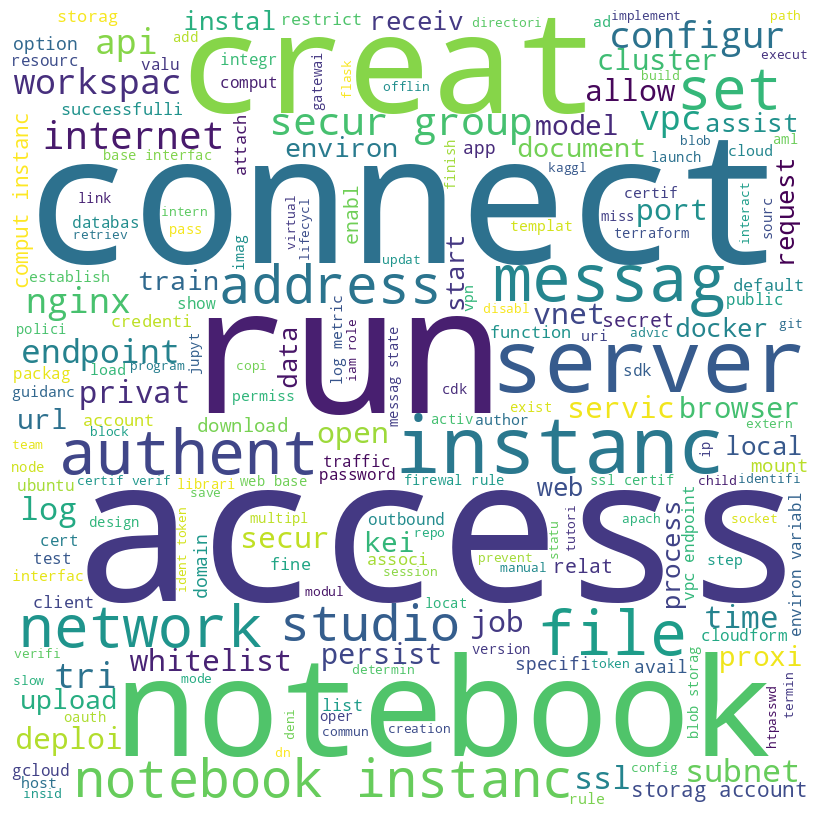 storag
instal
restrict
receiv
directori
ad
implement
path
option
api
add
creat
configur
resourc
valu
integr
gatewai
flask
cluster
execut
workspac
comput
offlin
build
allow
set
successfulli
attach
secur group
model
vpc
assist
internet
environ
app
document
blob
cloud
aml
comput instanc
base interfac
finish
launch
kaggl
request
link
connect
certif
interact
sourc
databas
intern
enabl
virtual
lifecycl
templat
miss
port
retriev
pass
terraform
establish
train
imag
address
updat
start
messag
default
nginx
show
vpn
disabl
vnet
secret
public
polici
credenti
data
log metric
iam role
messag state
run
function
uri
advic
docker
git
endpoint
load
program
jupyt
copi
cdk
sdk
server
packag
guidanc
privat
permiss
exist
servic
browser
url
account
download
open
activ
author
extern
team
block
authent
traffic
instanc
ip
local
node
password
mount
ubuntu
certif verif
librari
web base
firewal rule
ssl certif
child
identifi
save
web
log
design
multipl
outbound
repo
access
apach
socket
cert
ident token
domain
secur
kei
prevent
statu
tutori
process
vpc endpoint
environ variabl
test
fine
associ
session
manual
relat
step
interfac
modul
client
locat
network
studio
job
file
time
cloudform
verifi
whitelist
persist
determin
version
specifi
token
avail
proxi
slow
tri
mode
upload
oauth
list
notebook
blob storag
htpasswd
termin
deni
oper
commun
creation
deploi
dn
gcloud
host
insid
notebook instanc
ssl
config
subnet
rule
storag account